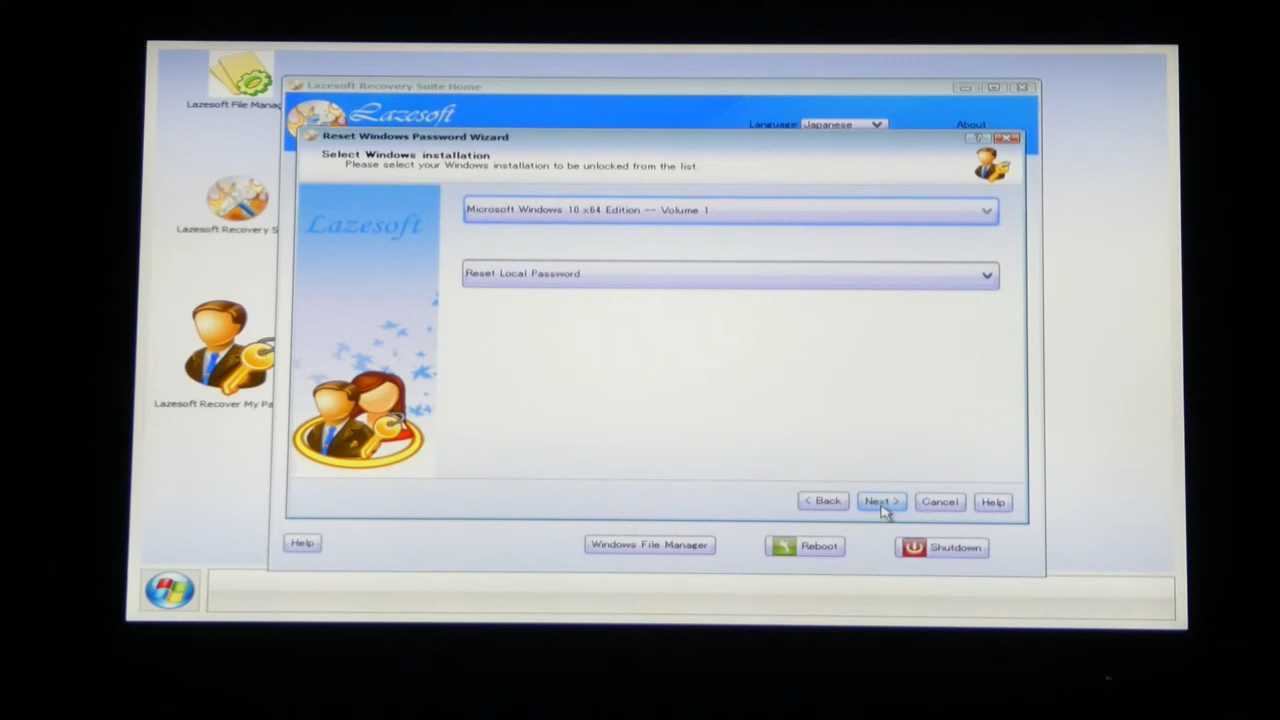 Lazesoft File Manag
Lazesoft Recovery S
Lazesoft Recover My Pa
Lazesoft Recovery Suite Home
Lazesoft
Language: Japanese
About
Reset Windows Password Wizard
Select Windows installation
Please select your Windows installation to be unlocked from the list.
Lazesoft
Microsoft Windows 10 x64 Edition -- Volume 1
Reset Local Password
< Back
Next >
Cancel
Help
Help
Windows File Manager
Reboot
Shutdown